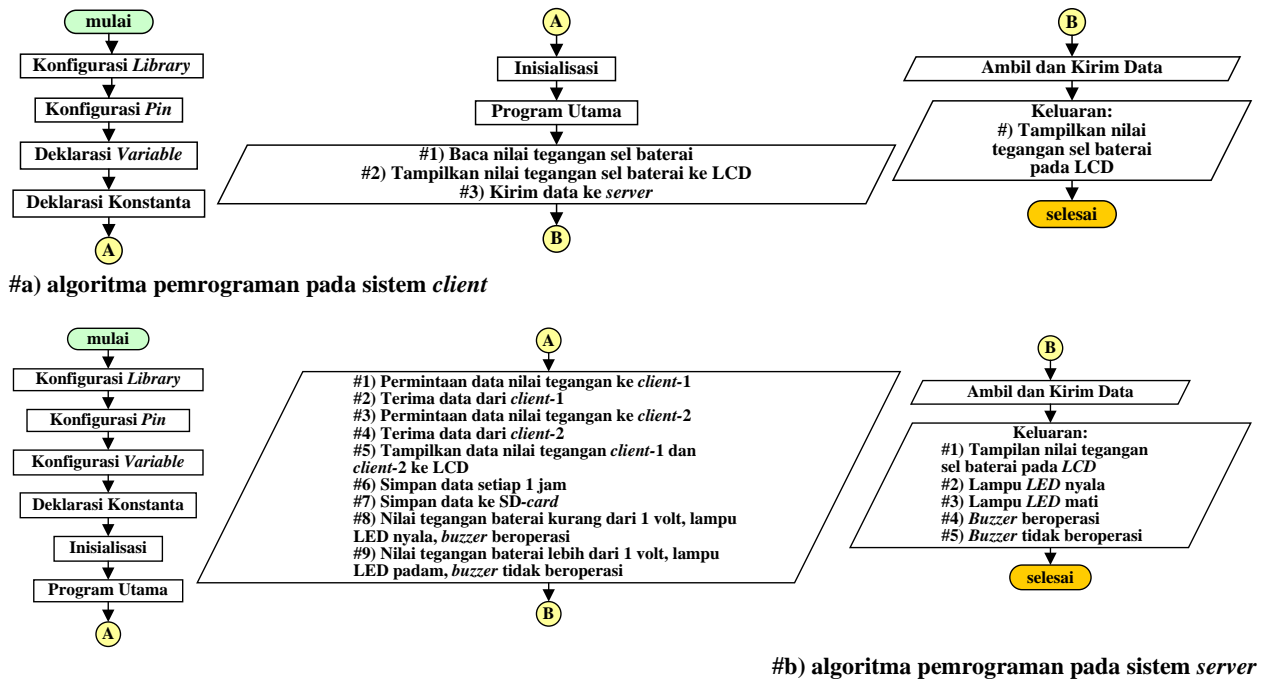 mulai
Konfigurasi Library
Konfigurasi Pin
Deklarasi Variable
Deklarasi Konstanta
A
A
Inisialisasi
Program Utama
#1) Baca nilai tegangan sel baterai
#2) Tampilkan nilai tegangan sel baterai ke LCD
#3) Kirim data ke server
B
B
Ambil dan Kirim Data
Keluaran:
#) Tampilkan nilai
tegangan sel baterai
pada LCD
selesai
#a) algoritma pemrograman pada sistem client
mulai
Konfigurasi Library
Konfigurasi Pin
Konfigurasi Variable
Deklarasi Konstanta
Inisialisasi
Program Utama
A
A
#1) Permintaan data nilai tegangan ke client-1
#2) Terima data dari client-1
#3) Permintaan data nilai tegangan ke client-2
#4) Terima data dari client-2
#5) Tampilkan data nilai tegangan client-1 dan
client-2 ke LCD
#6) Simpan data setiap 1 jam
#7) Simpan data ke SD-card
#8) Nilai tegangan baterai kurang dari 1 volt, lampu
LED nyala, buzzer beroperasi
#9) Nilai tegangan baterai lebih dari 1 volt, lampu
LED padam, buzzer tidak beroperasi
B
B
Ambil dan Kirim Data
Keluaran:
#1) Tampilan nilai tegangan
sel baterai pada LCD
#2) Lampu LED nyala
#3) Lampu LED mati
#4) Buzzer beroperasi
#5) Buzzer tidak beroperasi
selesai
#b) algoritma pemrograman pada sistem server